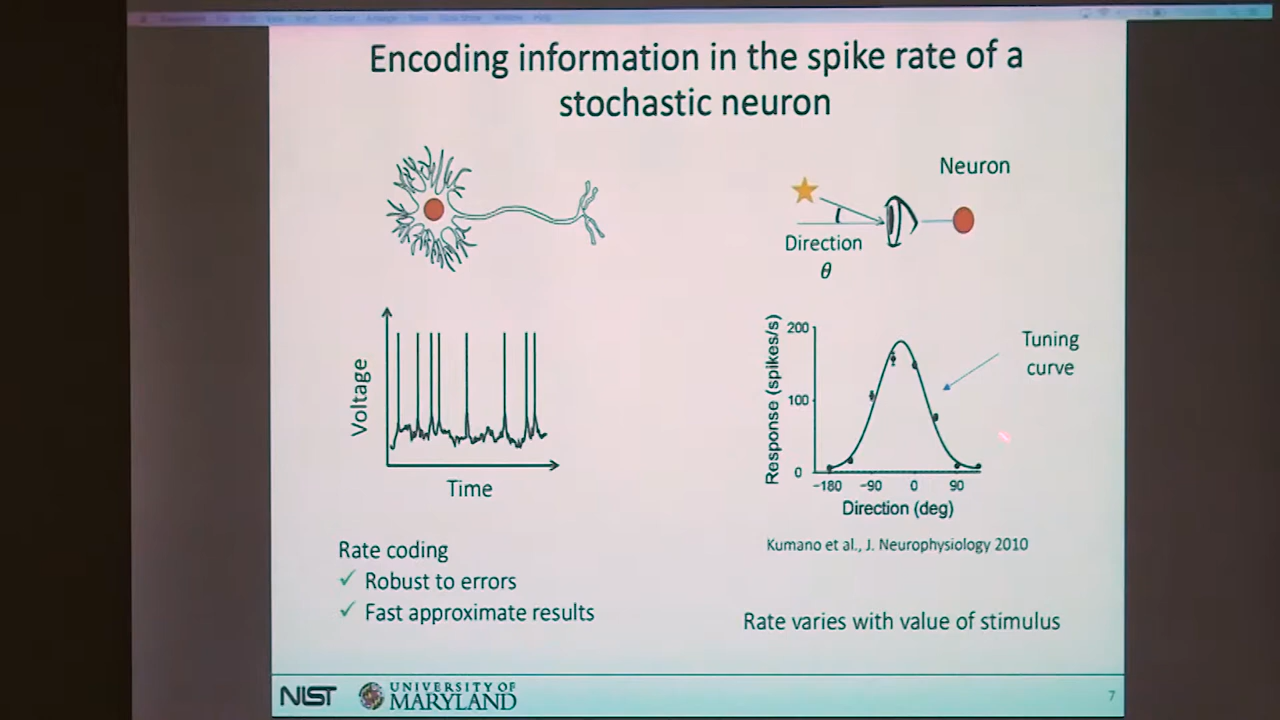 Encoding information in the spike rate of a
stochastic neuron
Neuron
Direction
θ
Voltage
Time
Response (spikes/s)
200
100
0
-180 -90 0 90
Direction (deg)
Tuning
curve
Kumano et al., J. Neurophysiology 2010
Rate coding
✓ Robust to errors
✓ Fast approximate results
Rate varies with value of stimulus
NIST
UNIVERSITY OF
MARYLAND
7